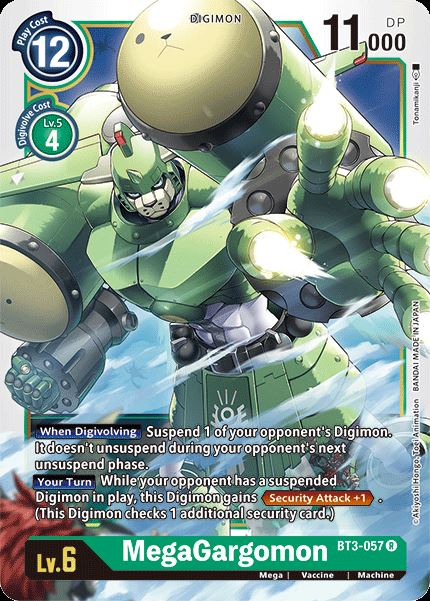 Play Cost
12
DIGIMON
11000
DP
Digivolve Cost
Lv.5
4
Tonamikanji
©Akiyoshi Hongo, Toei Animation BANDAI MADE IN JAPAN
When Digivolving Suspend 1 of your opponent's Digimon.
It doesn't unsuspend during your opponent's next
unsuspend phase.
Your Turn While your opponent has a suspended
Digimon in play, this Digimon gains Security Attack +1 .
(This Digimon checks 1 additional security card.)
MegaGargomon BT3-057 R
Lv.6
Mega | Vaccine | Machine